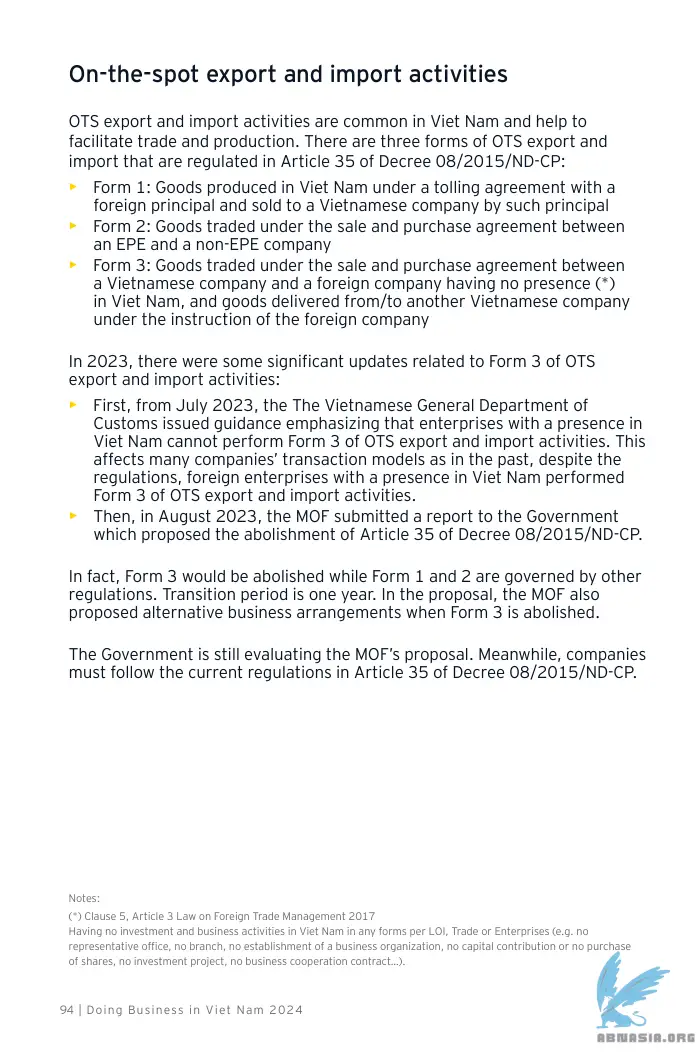 On-the-spot export and import activities
OTS export and import activities are common in Viet Nam and help to
facilitate trade and production. There are three forms of OTS export and
import that are regulated in Article 35 of Decree 08/2015/ND-CP:
► Form 1: Goods produced in Viet Nam under a tolling agreement with a
foreign principal and sold to a Vietnamese company by such principal
► Form 2: Goods traded under the sale and purchase agreement between
an EPE and a non-EPE company
► Form 3: Goods traded under the sale and purchase agreement between
a Vietnamese company and a foreign company having no presence (*)
in Viet Nam, and goods delivered from/to another Vietnamese company
under the instruction of the foreign company
In 2023, there were some significant updates related to Form 3 of OTS
export and import activities:
► First, from July 2023, the The Vietnamese General Department of
Customs issued guidance emphasizing that enterprises with a presence in
Viet Nam cannot perform Form 3 of OTS export and import activities. This
affects many companies’ transaction models as in the past, despite the
regulations, foreign enterprises with a presence in Viet Nam performed
Form 3 of OTS export and import activities.
► Then, in August 2023, the MOF submitted a report to the Government
which proposed the abolishment of Article 35 of Decree 08/2015/ND-CP.
In fact, Form 3 would be abolished while Form 1 and 2 are governed by other
regulations. Transition period is one year. In the proposal, the MOF also
proposed alternative business arrangements when Form 3 is abolished.
The Government is still evaluating the MOF’s proposal. Meanwhile, companies
must follow the current regulations in Article 35 of Decree 08/2015/ND-CP.
Notes:
(*) Clause 5, Article 3 Law on Foreign Trade Management 2017
Having no investment and business activities in Viet Nam in any forms per LOI, Trade or Enterprises (e.g. no
representative office, no branch, no establishment of a business organization, no capital contribution or no purchase
of shares, no investment project, no business cooperation contract…).
94 | Doing Business in Viet Nam 2024
ABNASIA.ORG